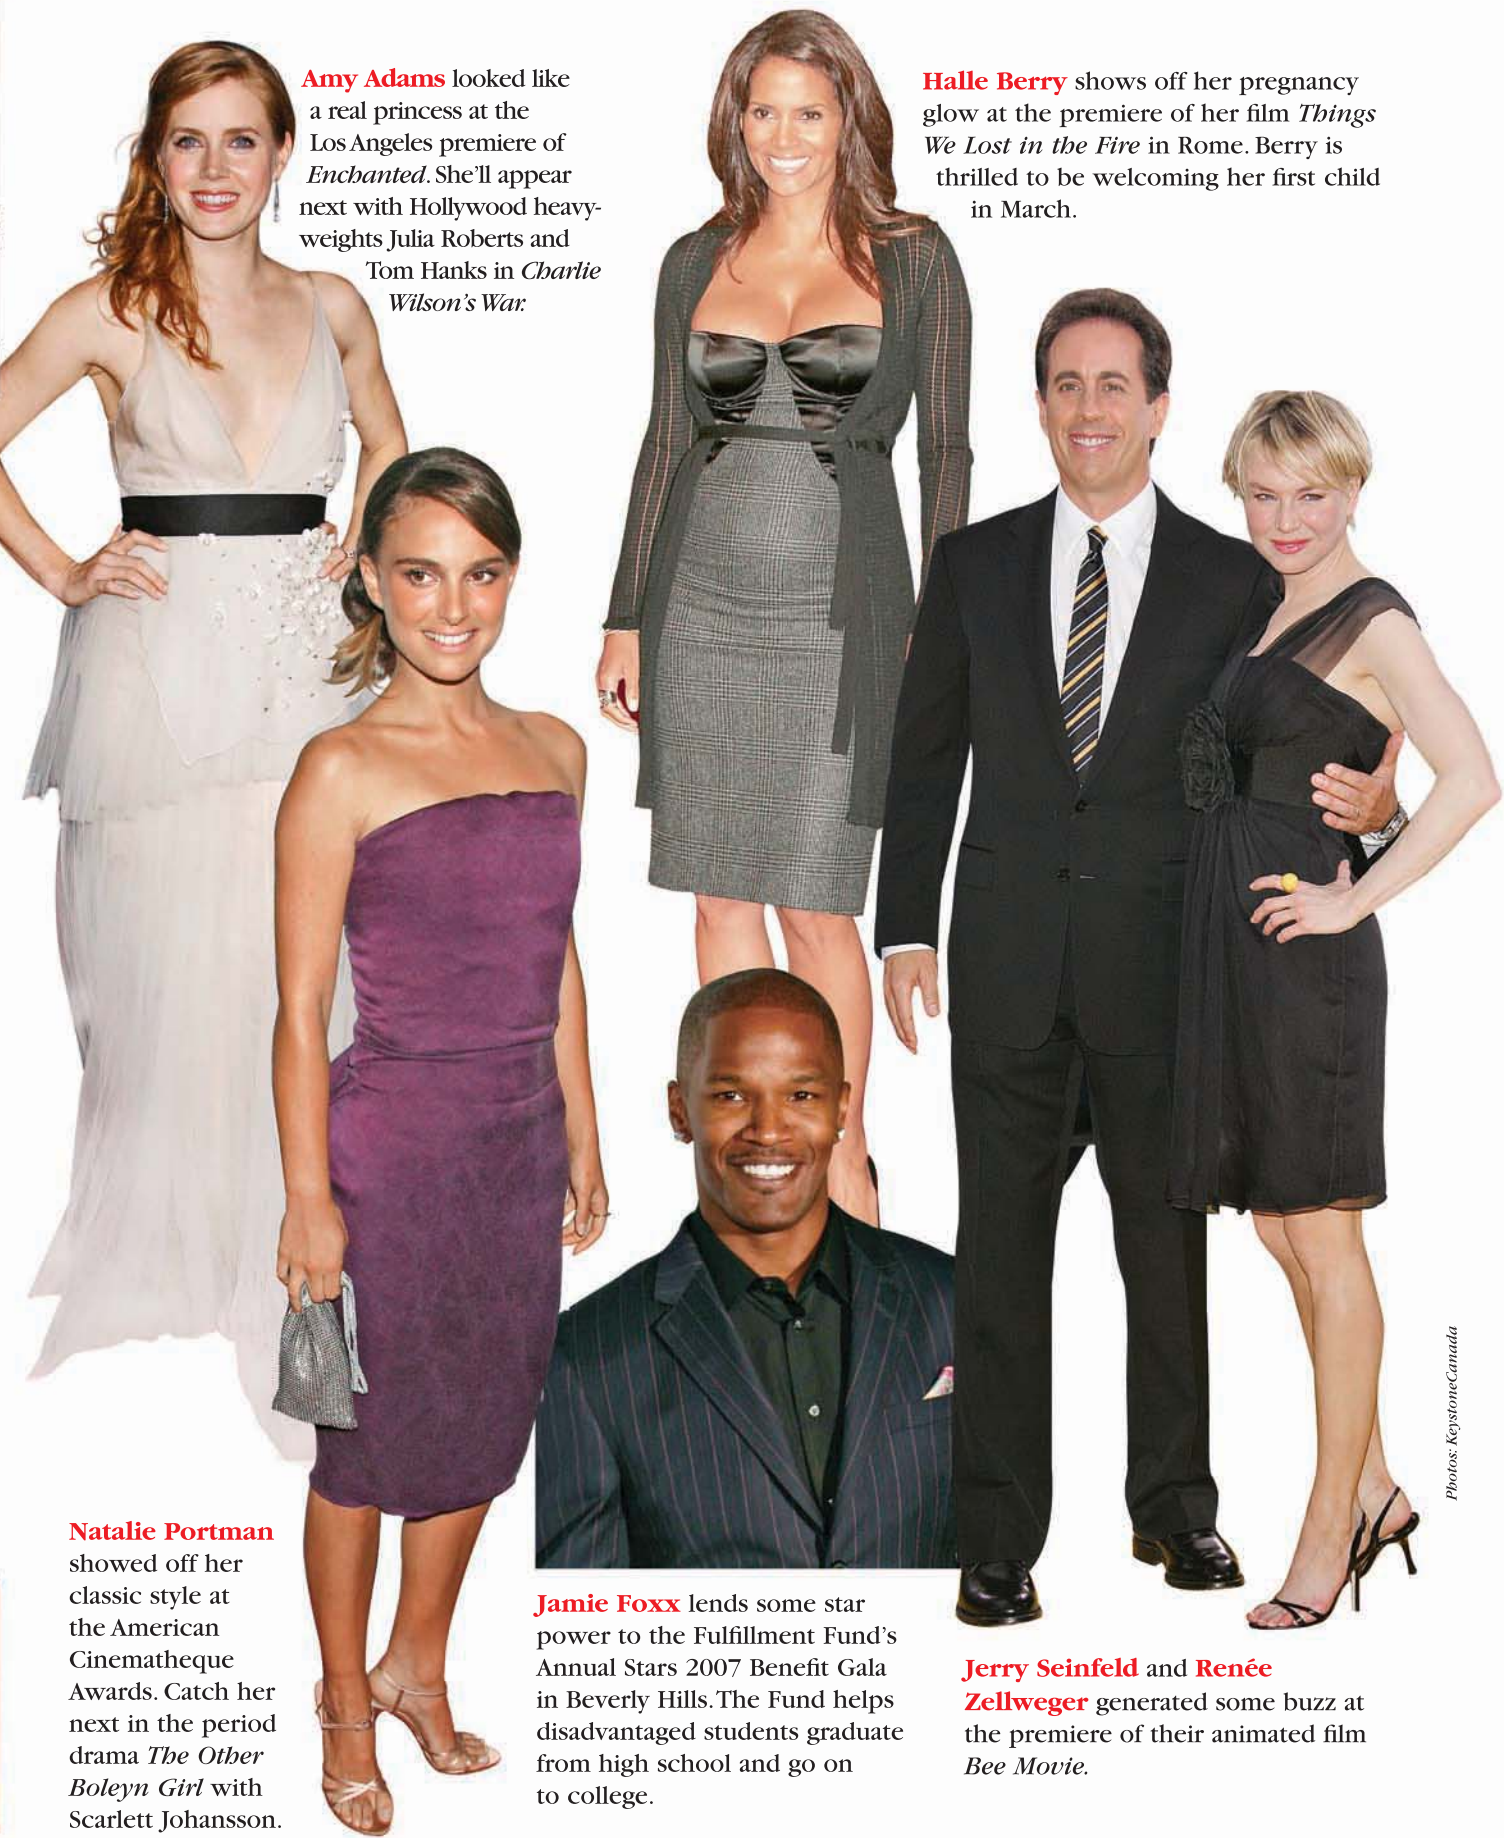 Amy Adams looked like
a real princess at the
Los Angeles premiere of
Enchanted. She'll appear
next with Hollywood heavy-
weights Julia Roberts and
Tom Hanks in Charlie
Wilson's War.
Halle Berry shows off her pregnancy
glow at the premiere of her film Things
We Lost in the Fire in Rome. Berry is
thrilled to be welcoming her first child
in March.
Natalie Portman
showed off her
classic style at
the American
Cinematheque
Awards. Catch her
next in the period
drama The Other
Boleyn Girl with
Scarlett Johansson.
Jamie Foxx lends some star
power to the Fulfillment Fund's
Annual Stars 2007 Benefit Gala
in Beverly Hills. The Fund helps
disadvantaged students graduate
from high school and go on
to college.
Jerry Seinfeld and Renée
Zellweger generated some buzz at
the premiere of their animated film
Bee Movie.
Photos: KeystoneCanada